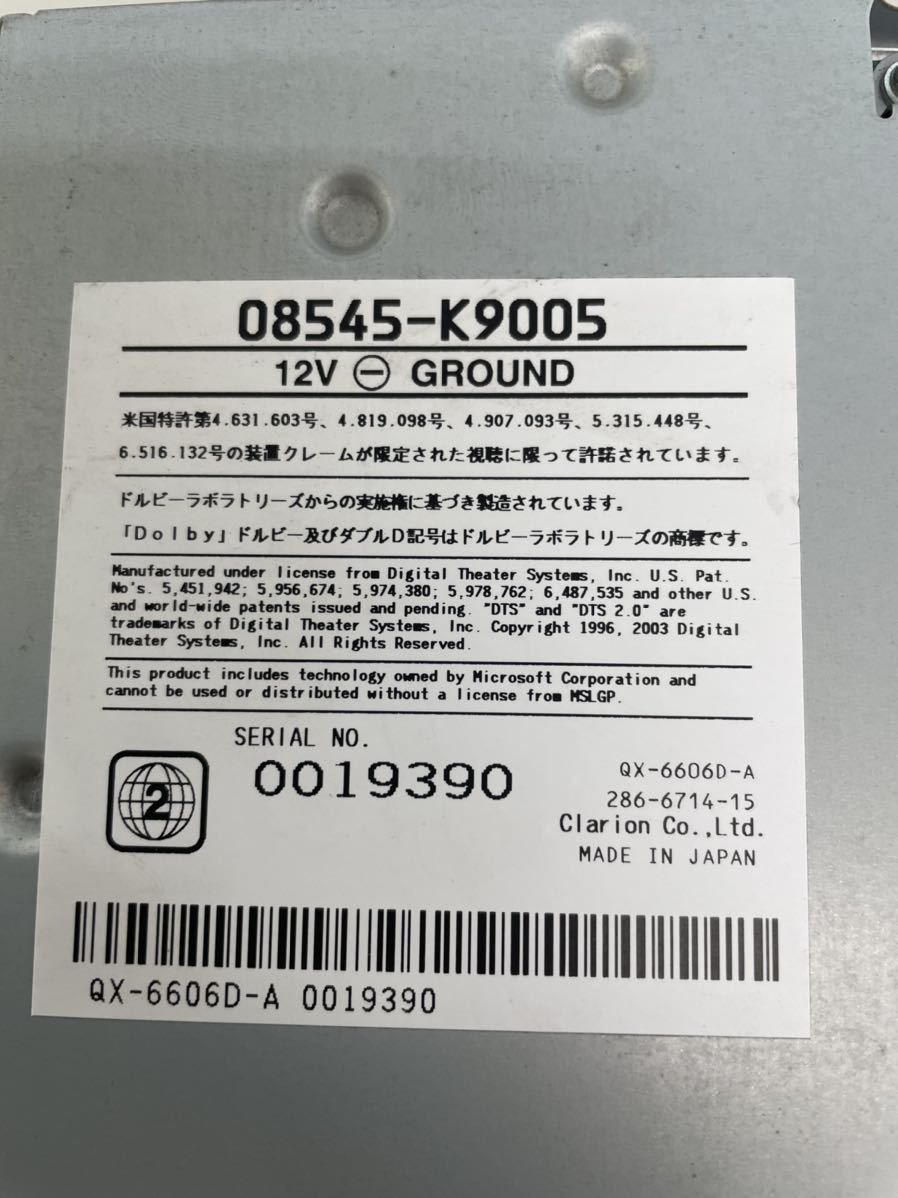 08545-K9005
12V ⊖ GROUND
米国特許第4.631.603号、4.819.098号、4.907.093号、5.315.448号、
6.516.132号の装置クレームが限定された視聴に限って許諾されています。
ドルビーラボラトリーズからの実施権に基づき製造されています。
「Dolby」ドルビー及びダブルD記号はドルビーラボラトリーズの商標です。
Manufactured under license from Digital Theater Systems, Inc. U.S. Pat.
No's. 5,451,942; 5,956,674; 5,974,380; 5,978,762; 6,487,535 and other U.S.
and world-wide patents issued and pending. "DTS" and "DTS 2.0" are
trademarks of Digital Theater Systems, Inc. Copyright 1996, 2003 Digital
Theater Systems, Inc. All Rights Reserved.
This product includes technology owned by Microsoft Corporation and
cannot be used or distributed without a license from MSLGP.
SERIAL NO.
0019390
2
QX-6606D-A
286-6714-15
Clarion Co.,Ltd.
MADE IN JAPAN
QX-6606D-A 0019390